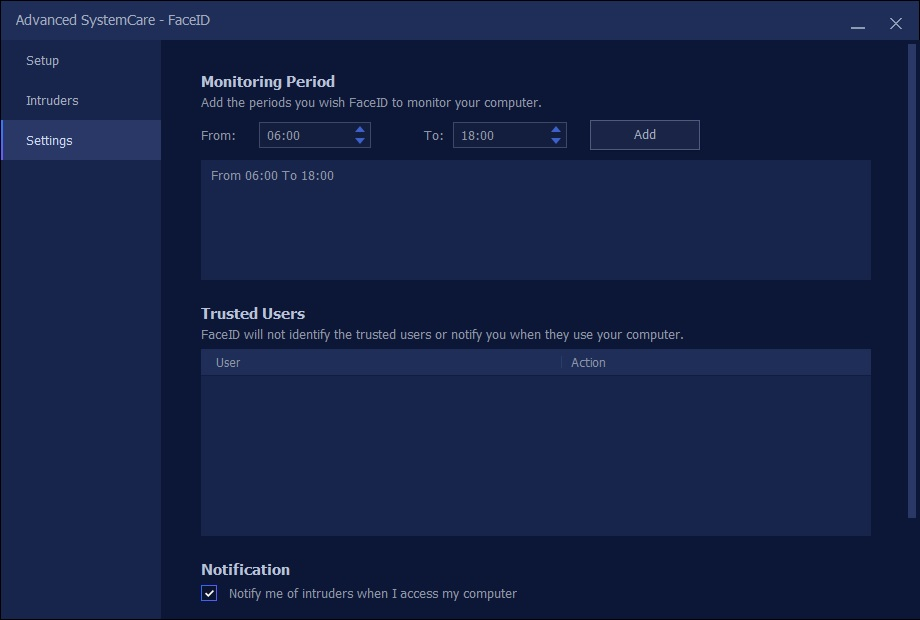 Advanced SystemCare - FaceID
Setup
Intruders
Settings
Monitoring Period
Add the periods you wish FaceID to monitor your computer.
From: 06:00 To: 18:00 Add
From 06:00 To 18:00
Trusted Users
FaceID will not identify the trusted users or notify you when they use your computer.
User Action
Notification
Notify me of intruders when I access my computer